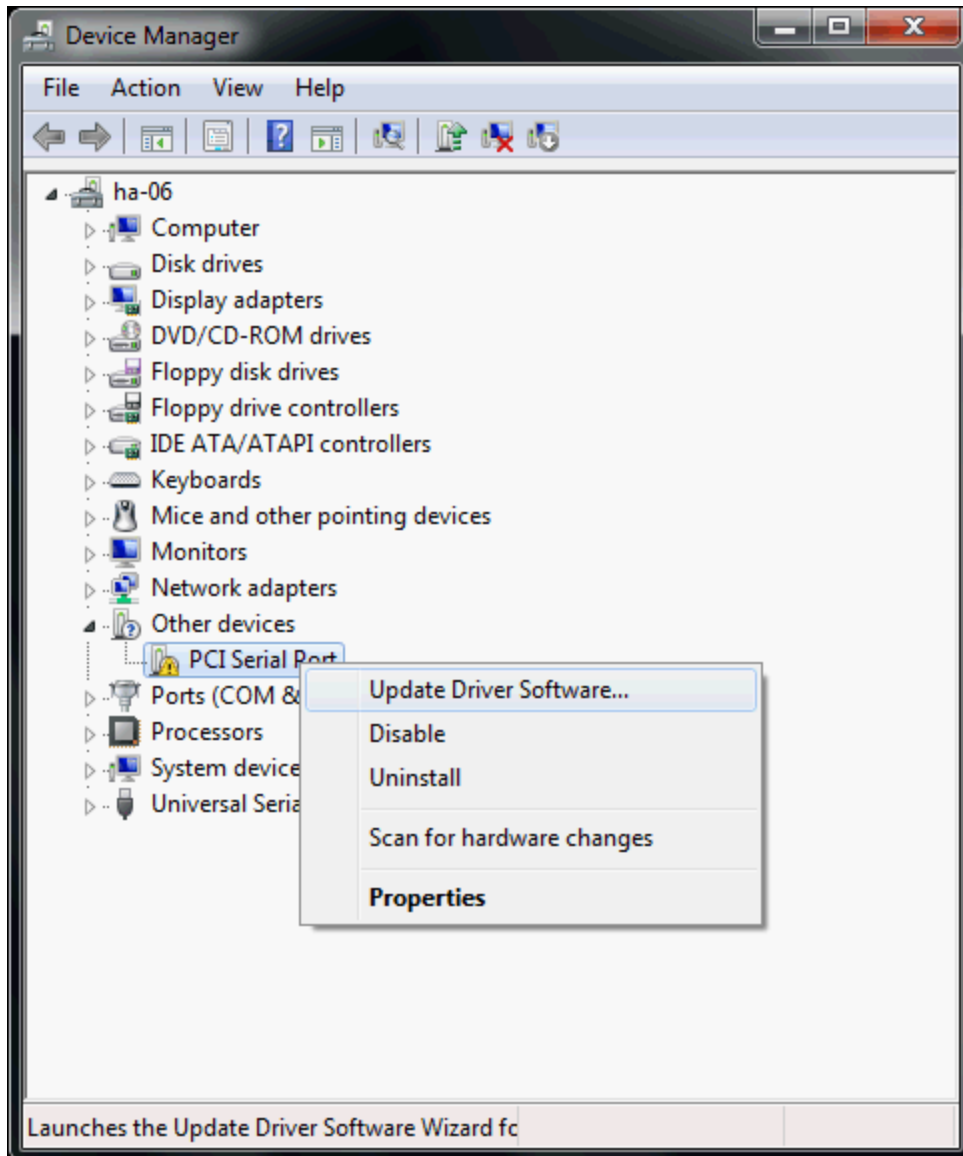 Device Manager
File Action View Help
ha-06
Computer
Disk drives
Display adapters
DVD/CD-ROM drives
Floppy disk drives
Floppy drive controllers
IDE ATA/ATAPI controllers
Keyboards
Mice and other pointing devices
Monitors
Network adapters
Other devices
PCI Serial Port
Ports (COM &
Processors
System device
Universal Seria
Update Driver Software...
Disable
Uninstall
Scan for hardware changes
Properties
Launches the Update Driver Software Wizard fc